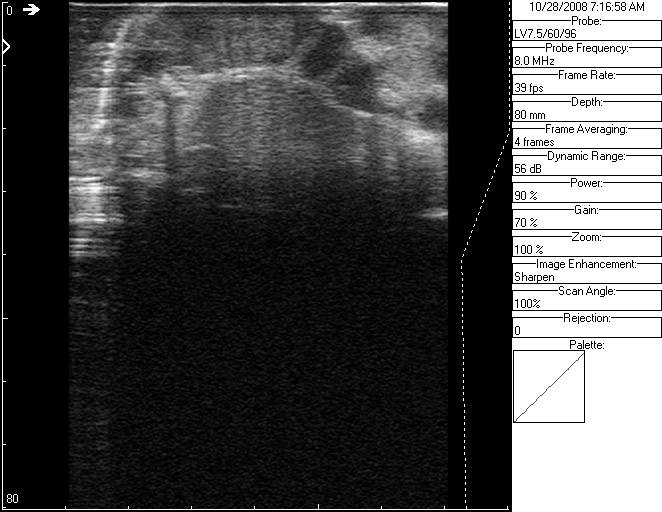 0
80
10/28/2008 7:16:58 AM
Probe:
LV7.5/60/96
Probe Frequency:
8.0 MHz
Frame Rate:
39 fps
Depth:
80 mm
Frame Averaging:
4 frames
Dynamic Range:
56 dB
Power:
90 %
Gain:
70 %
Zoom:
100 %
Image Enhancement:
Sharpen
Scan Angle:
100%
Rejection:
0
Palette: